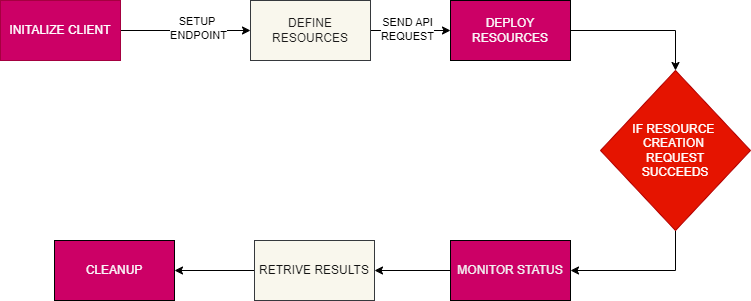 INITALIZE CLIENT
SETUP
ENDPOINT
DEFINE
RESOURCES
SEND API
REQUEST
DEPLOY
RESOURCES
IF RESOURCE
CREATION
REQUEST
SUCCEEDS
CLEANUP
RETRIVE RESULTS
MONITOR STATUS